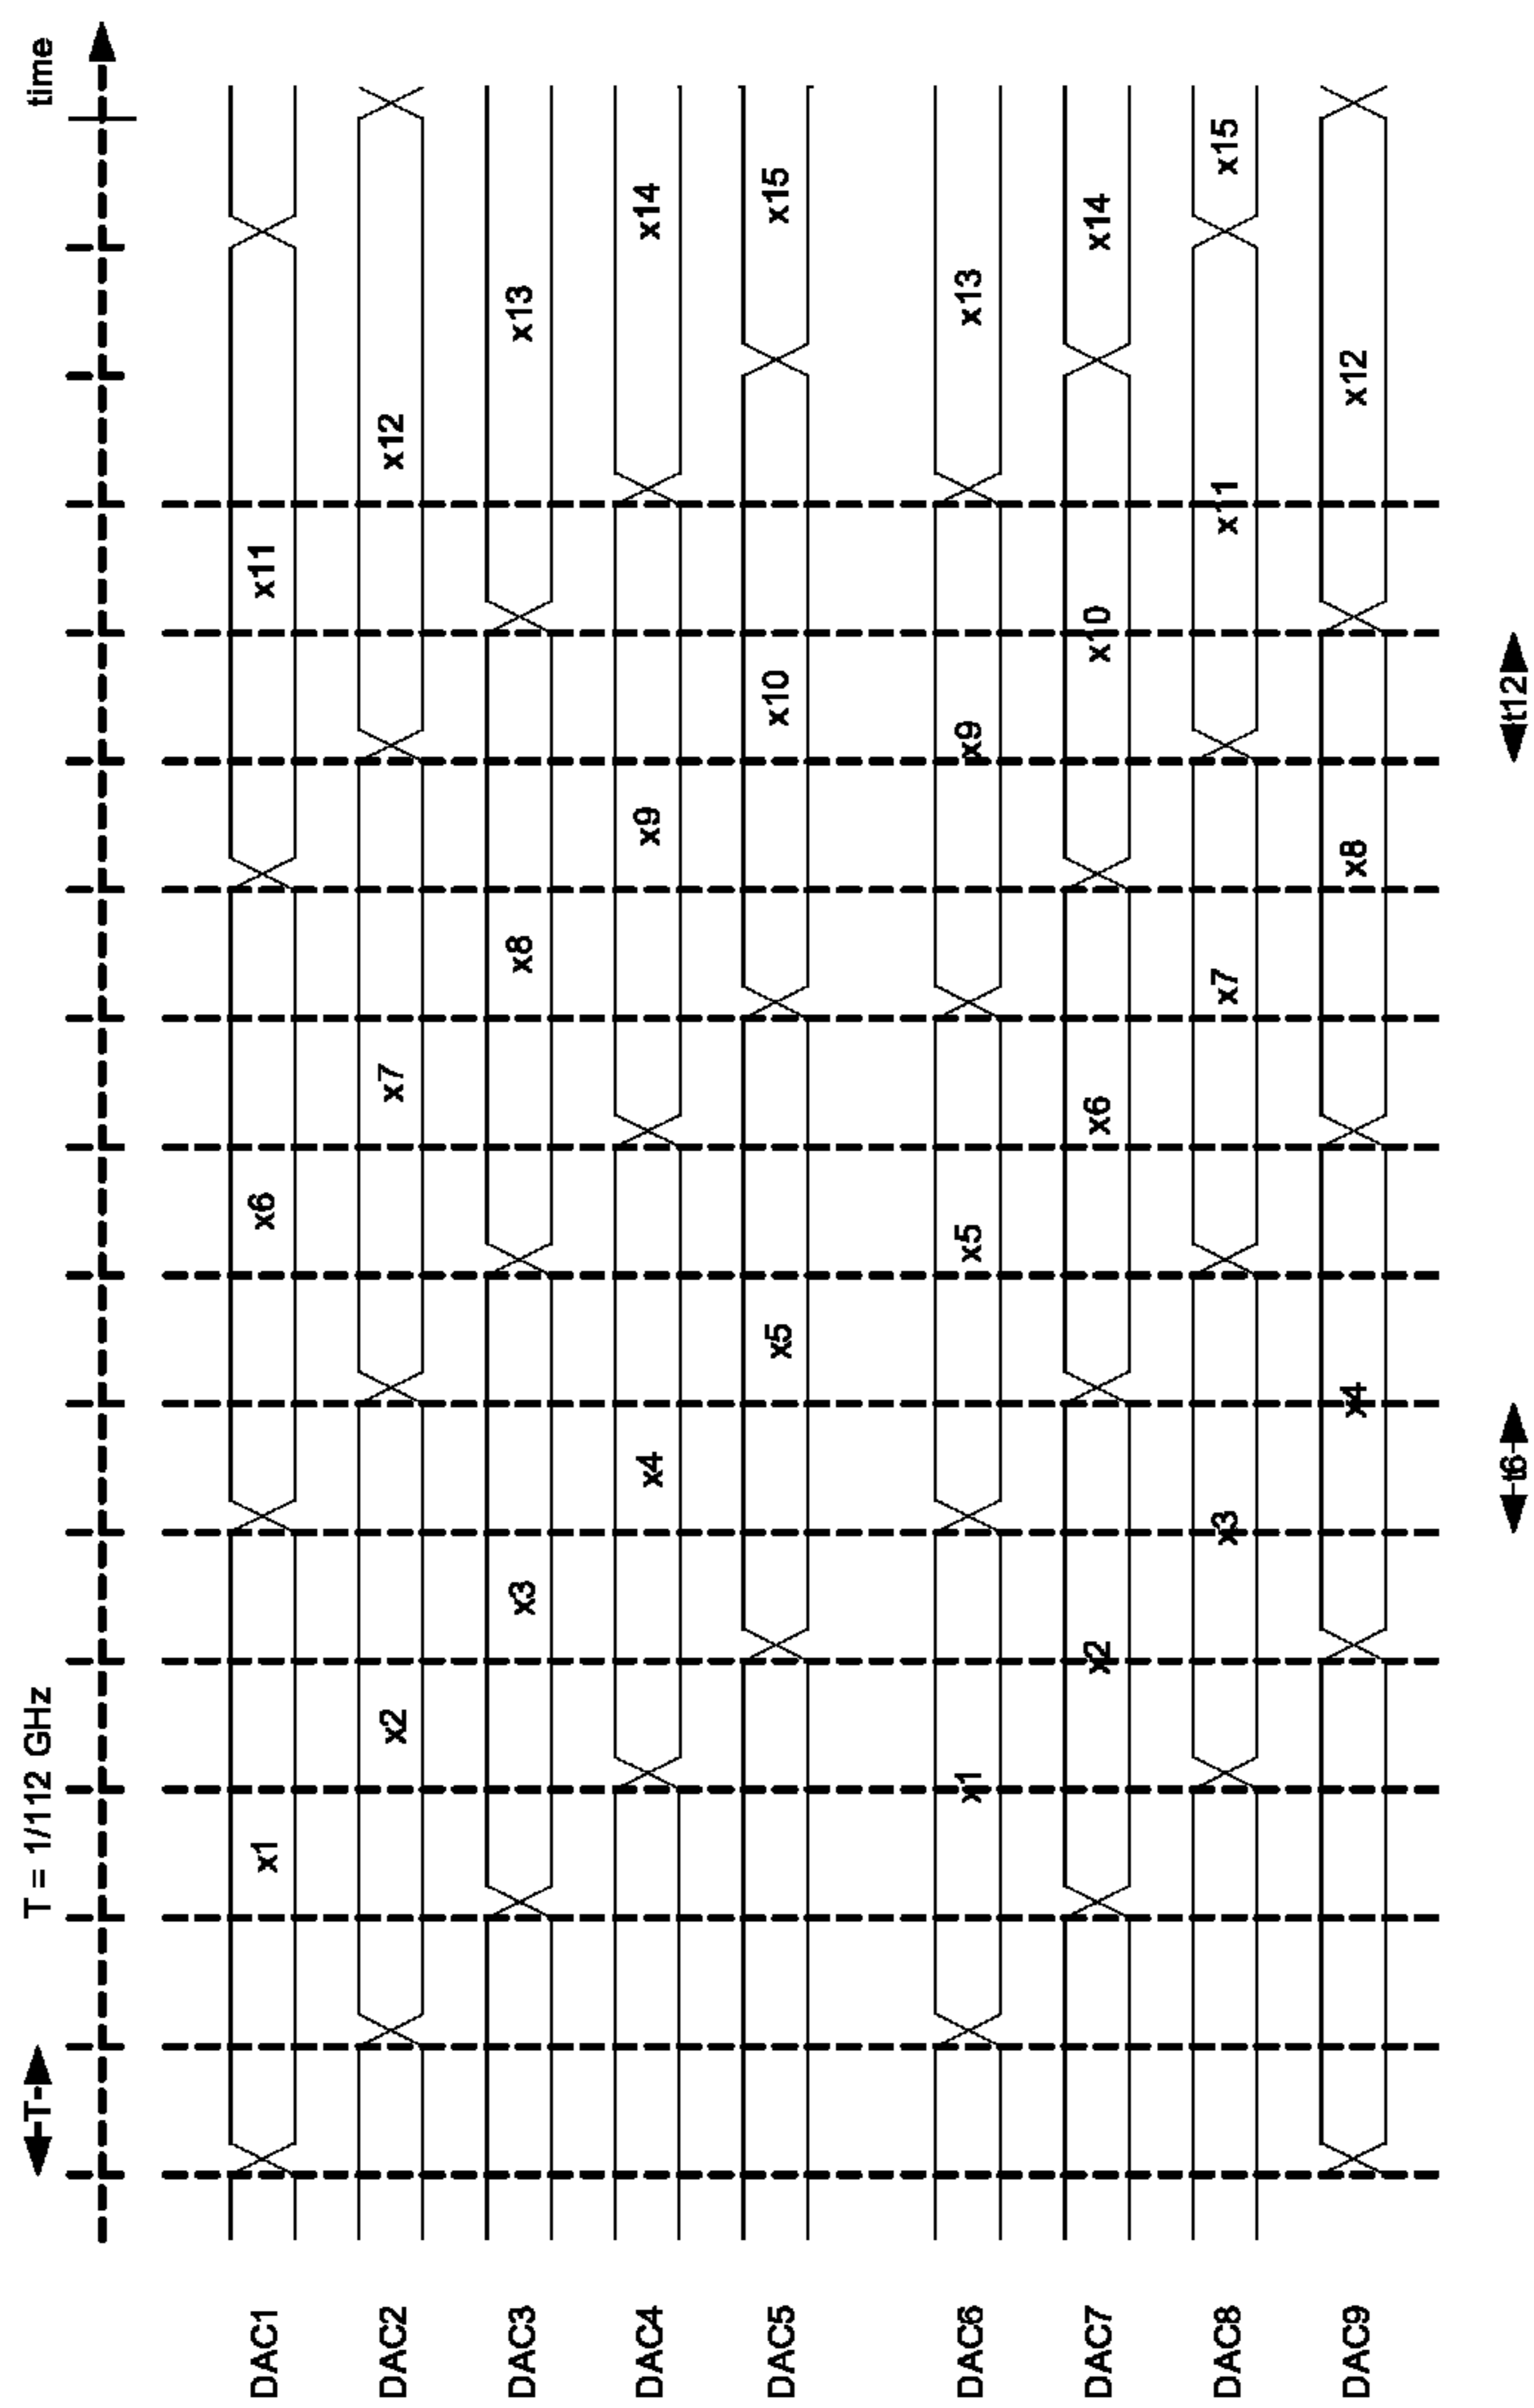 T = 1/112 GHz
time
T
DAC1 x1 x6 x11
DAC2 x2 x7 x12
DAC3 x3 x8 x13
DAC4 x4 x9 x14
DAC5 x5 x10 x15
DAC6 x1 x5 x9 x13
DAC7 x2 x6 x10 x14
DAC8 x3 x7 x11 x15
DAC9 x4 x8 x12
t6 t12